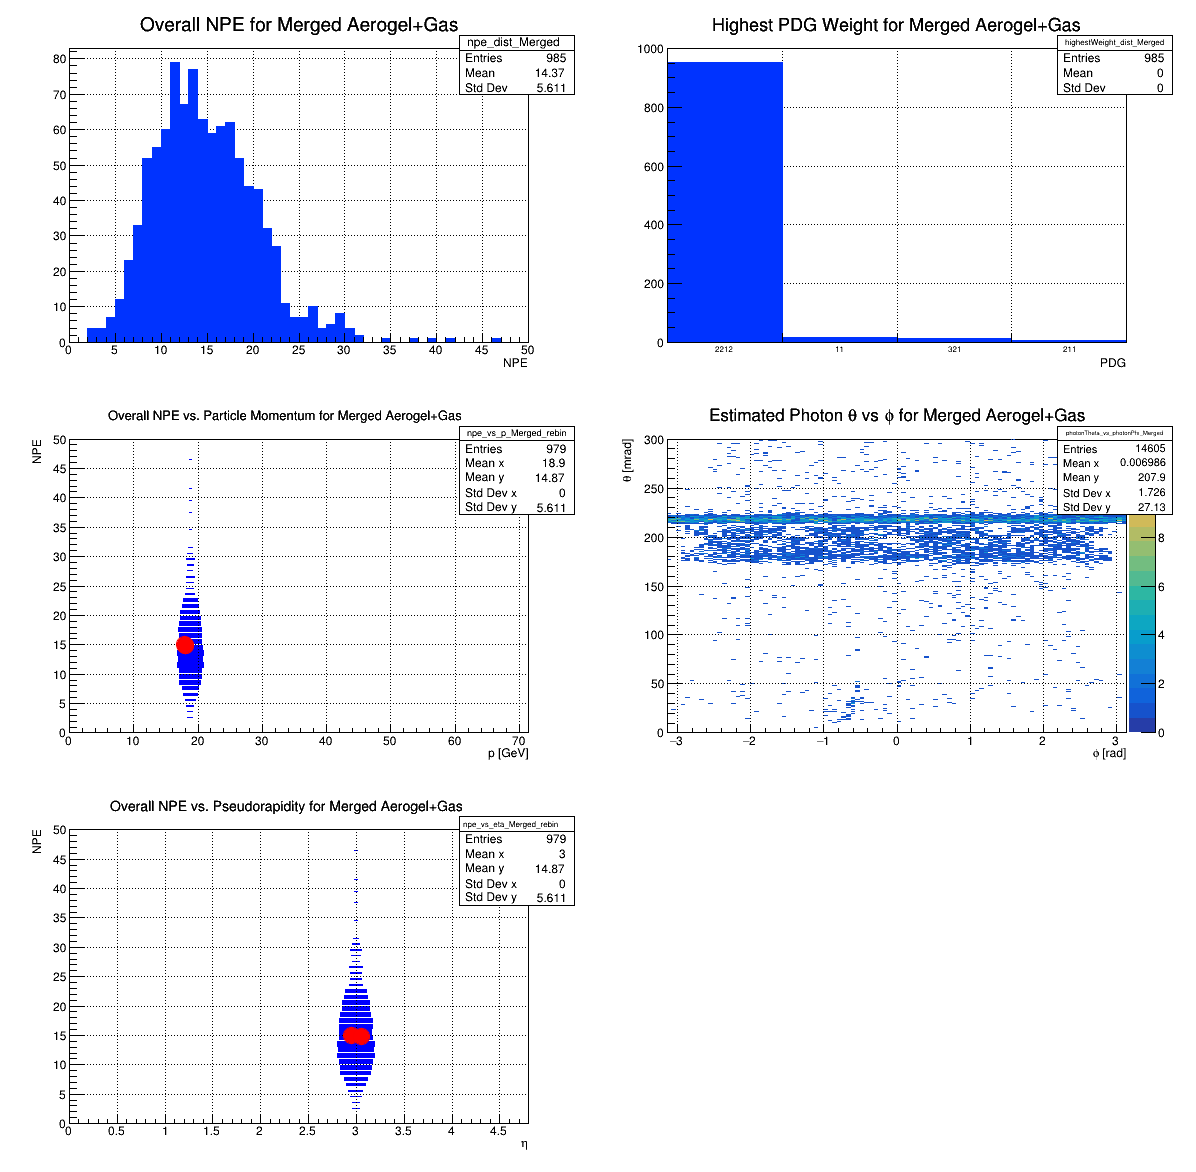 Overall NPE for Merged Aerogel+Gas
npe_dist_Merged
Entries 985
Mean 14.37
Std Dev 5.611
80
70
60
50
40
30
20
10
0
0 5 10 15 20 25 30 35 40 45 50
NPE
Highest PDG Weight for Merged Aerogel+Gas
highestWeight_dist_Merged
Entries 985
Mean 0
Std Dev 0
1000
800
600
400
200
0
2212 11 321 211
PDG
Overall NPE vs. Particle Momentum for Merged Aerogel+Gas
npe_vs_p_Merged_rebin
Entries 979
Mean x 18.9
Mean y 14.87
Std Dev x 0
Std Dev y 5.611
NPE
50
45
40
35
30
25
20
15
10
5
0
0 10 20 30 40 50 60 70
p [GeV]
Estimated Photon θ vs ϕ for Merged Aerogel+Gas
photonTheta_vs_photonPhi_Merged
Entries 14605
Mean x 0.006986
Mean y 207.9
Std Dev x 1.726
Std Dev y 27.13
θ [mrad]
300
250
200
150
100
50
0
−3 −2 −1 0 1 2 3
ϕ [rad]
8
6
4
2
0
Overall NPE vs. Pseudorapidity for Merged Aerogel+Gas
npe_vs_eta_Merged_rebin
Entries 979
Mean x 3
Mean y 14.87
Std Dev x 0
Std Dev y 5.611
NPE
50
45
40
35
30
25
20
15
10
5
0
0 0.5 1 1.5 2 2.5 3 3.5 4 4.5
η